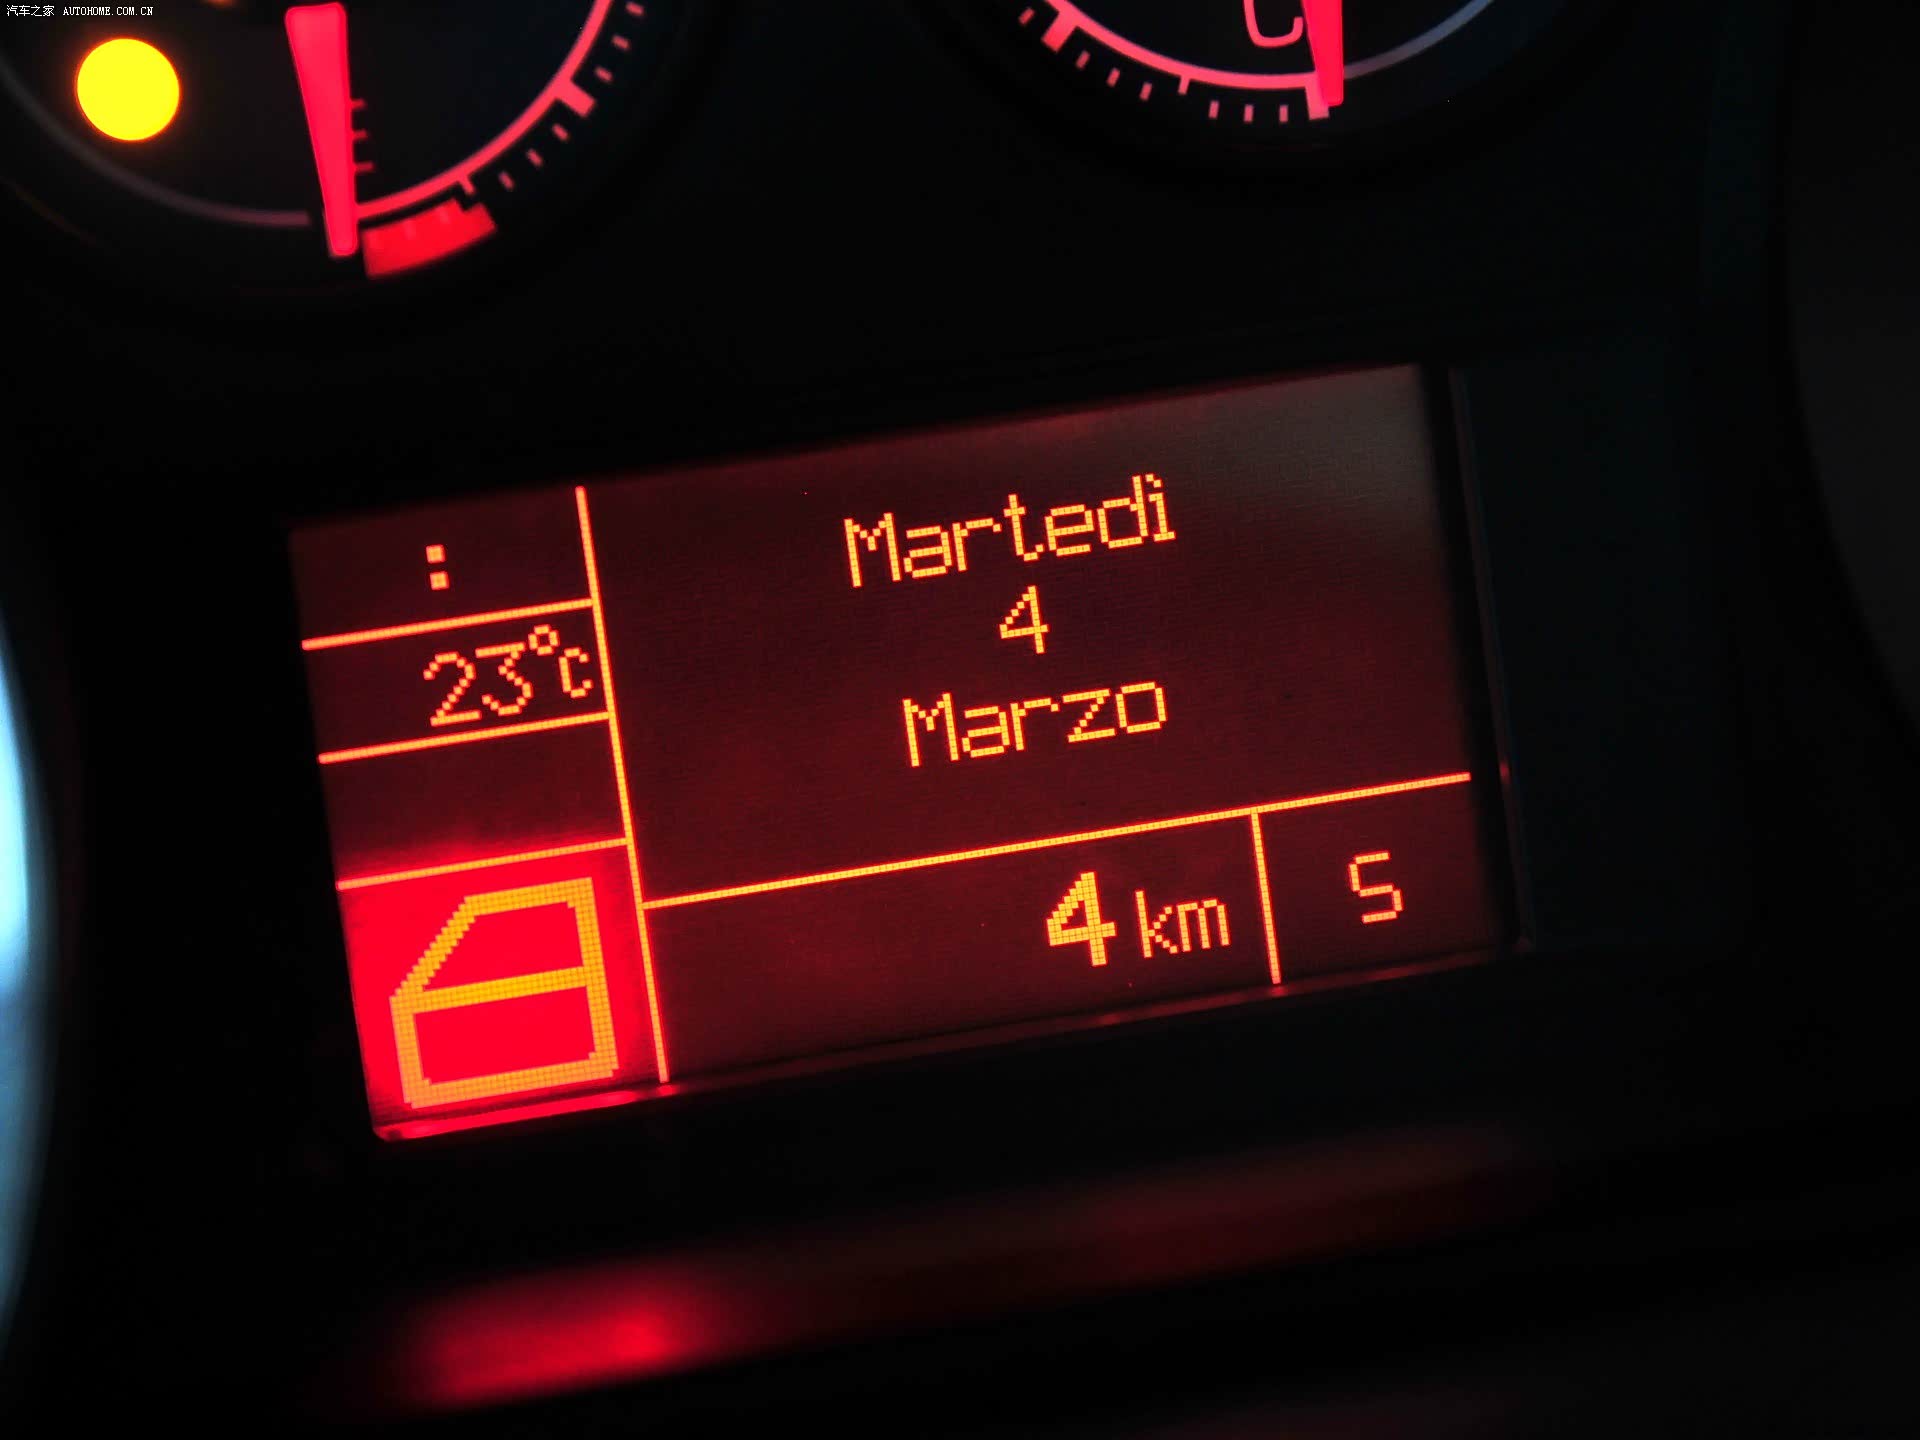 汽车之家 AUTOHOME.COM.CN
C
:
23°C
Martedì
4
Marzo
4 km
S